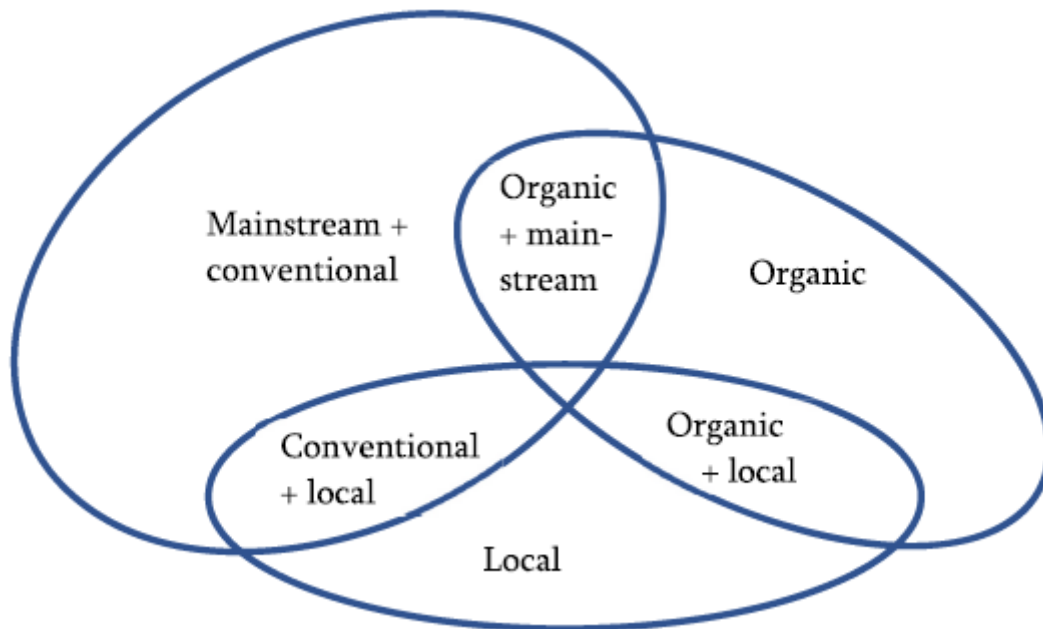 Mainstream +
conventional
Organic
+ main-
stream
Organic
Conventional
+ local
Organic
+ local
Local